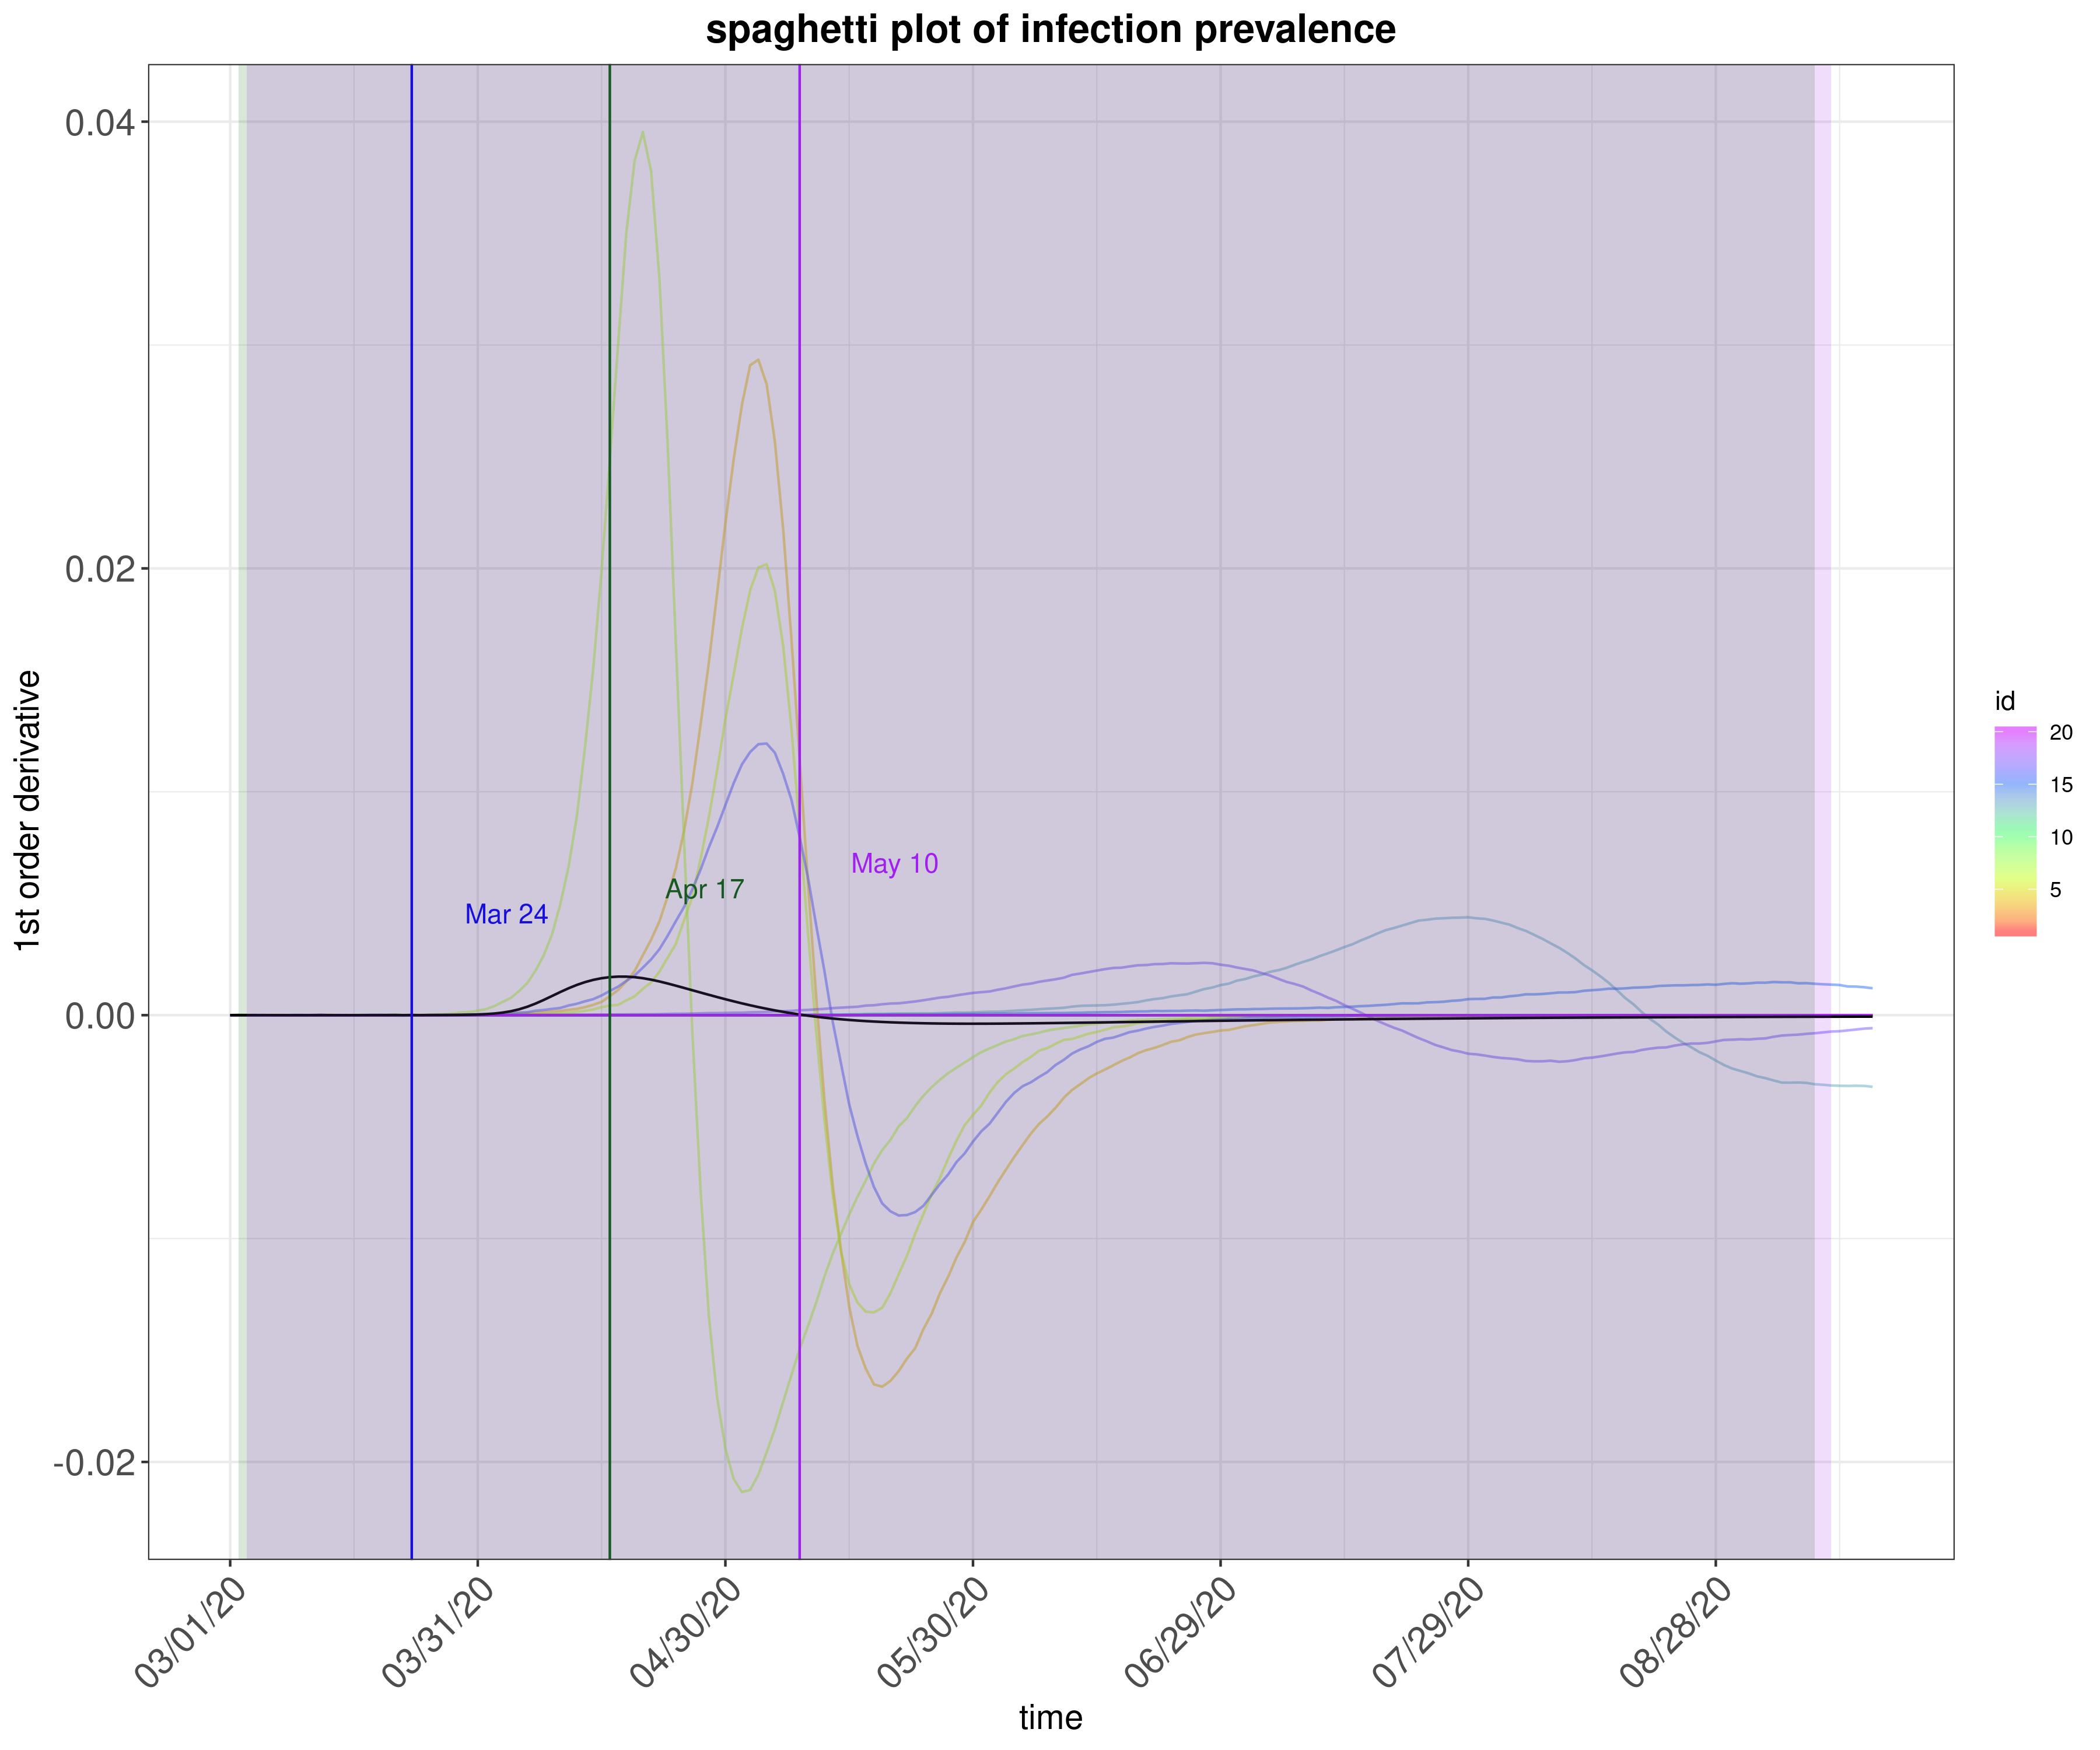 spaghetti plot of infection prevalence
0.04
0.02
0.00
-0.02
1st order derivative
Mar 24
Apr 17
May 10
03/01/20
03/31/20
04/30/20
05/30/20
06/29/20
07/29/20
08/28/20
time
id
20
15
10
5